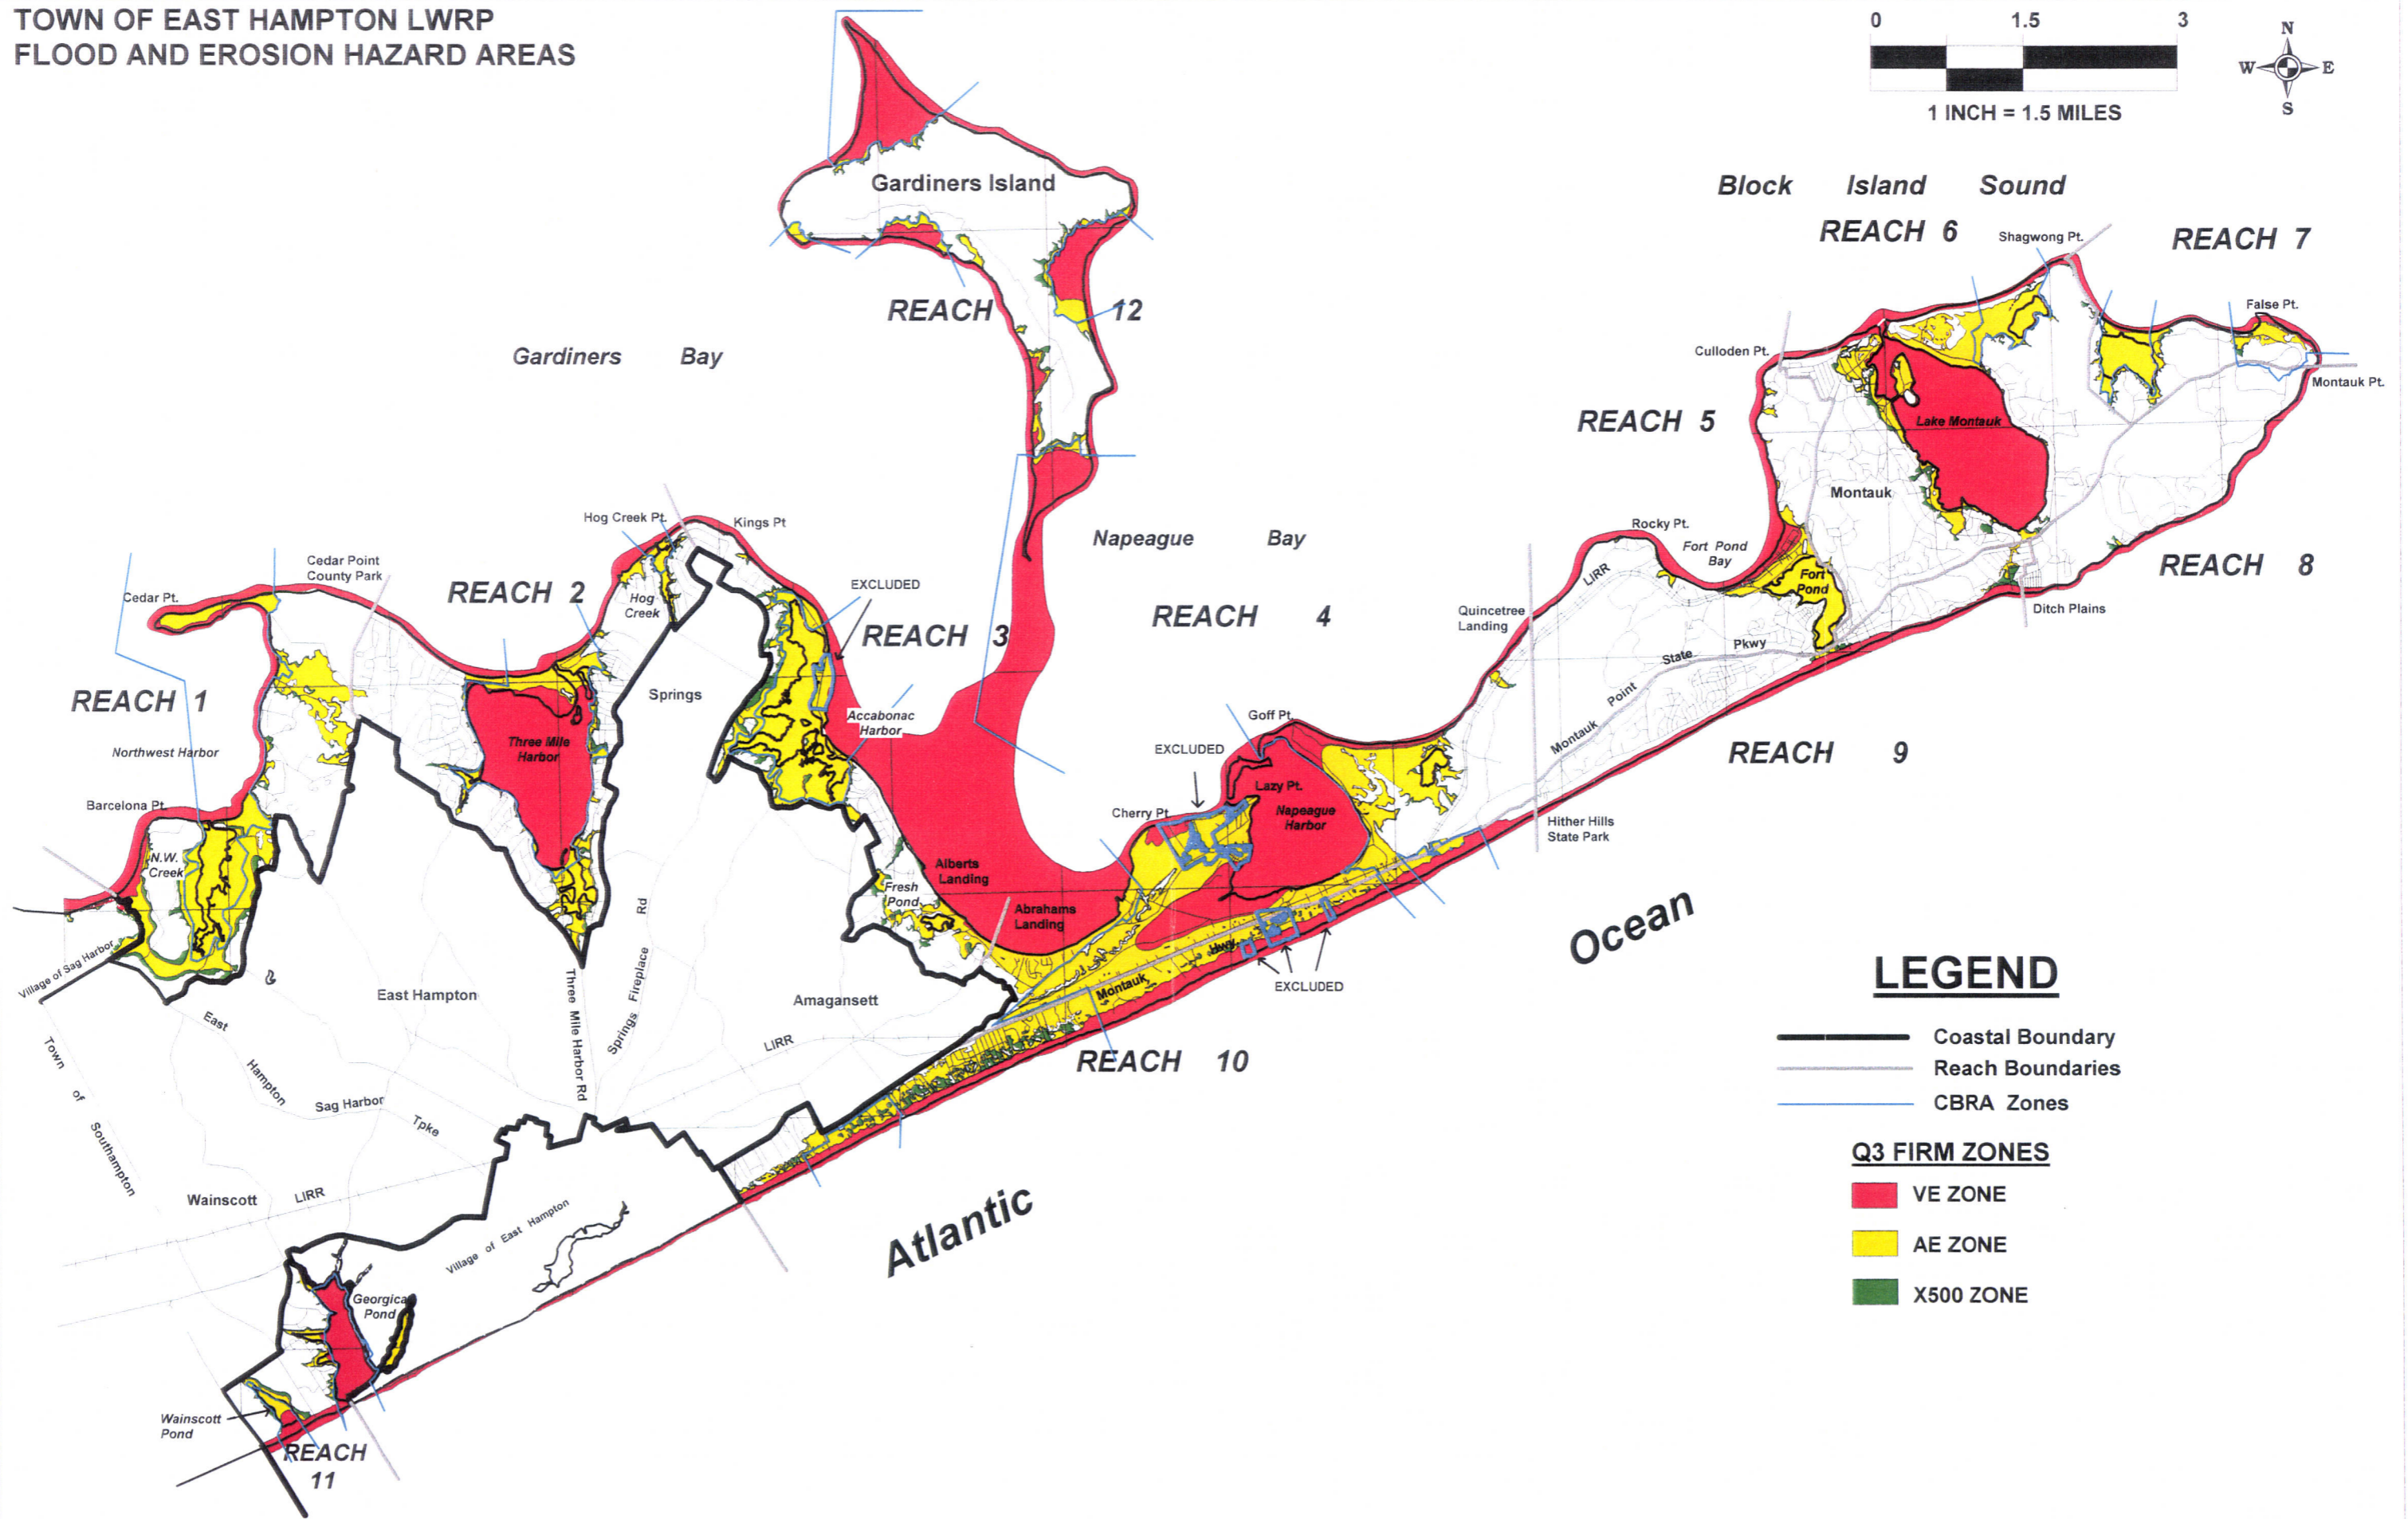 TOWN OF EAST HAMPTON LWRP
FLOOD AND EROSION HAZARD AREAS
0 1.5 3
1 INCH = 1.5 MILES
N
W E
S
Block Island Sound
REACH 6
Shagwong Pt.
REACH 7
False Pt.
Montauk Pt.
Culloden Pt.
REACH 5
Lake Montauk
Montauk
Gardiners Island
REACH 12
Gardiners Bay
Napeague Bay
REACH 4
Rocky Pt.
Fort Pond
Bay
Fort
Pond
LIRR
REACH 8
Ditch Plains
Quincetree
Landing
Montauk Point State Pkwy
REACH 9
Hither Hills
State Park
Hog Creek Pt.
Kings Pt
Cedar Point
County Park
Cedar Pt.
REACH 2
Hog
Creek
EXCLUDED
REACH 3
REACH 1
Springs
Northwest Harbor
Three Mile
Harbor
Accabonac
Harbor
Goff Pt.
EXCLUDED
Lazy Pt.
Cherry Pt.
Napeague
Harbor
Barcelona Pt.
N.W.
Creek
Alberts
Landing
Fresh
Pond
Abrahams
Landing
Village of Sag Harbor
East Hampton
Three Mile Harbor Rd
Springs Fireplace Rd
Amagansett
LIRR
Montauk Hwy
EXCLUDED
REACH 10
Atlantic Ocean
Town of Southampton
East Hampton Sag Harbor Tpke
Wainscott
LIRR
Village of East Hampton
Georgica
Pond
Wainscott
Pond
REACH
11
LEGEND
Coastal Boundary
Reach Boundaries
CBRA Zones
Q3 FIRM ZONES
VE ZONE
AE ZONE
X500 ZONE